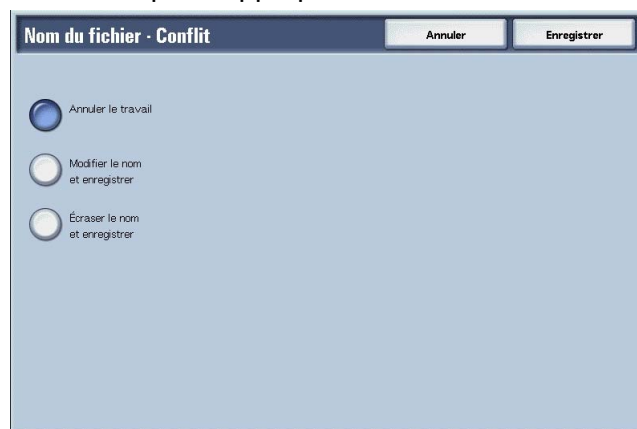 Nom du fichier - Conflit
Annuler
Enregistrer
Annuler le travail
Modifier le nom
et enregistrer
Écraser le nom
et enregistrer